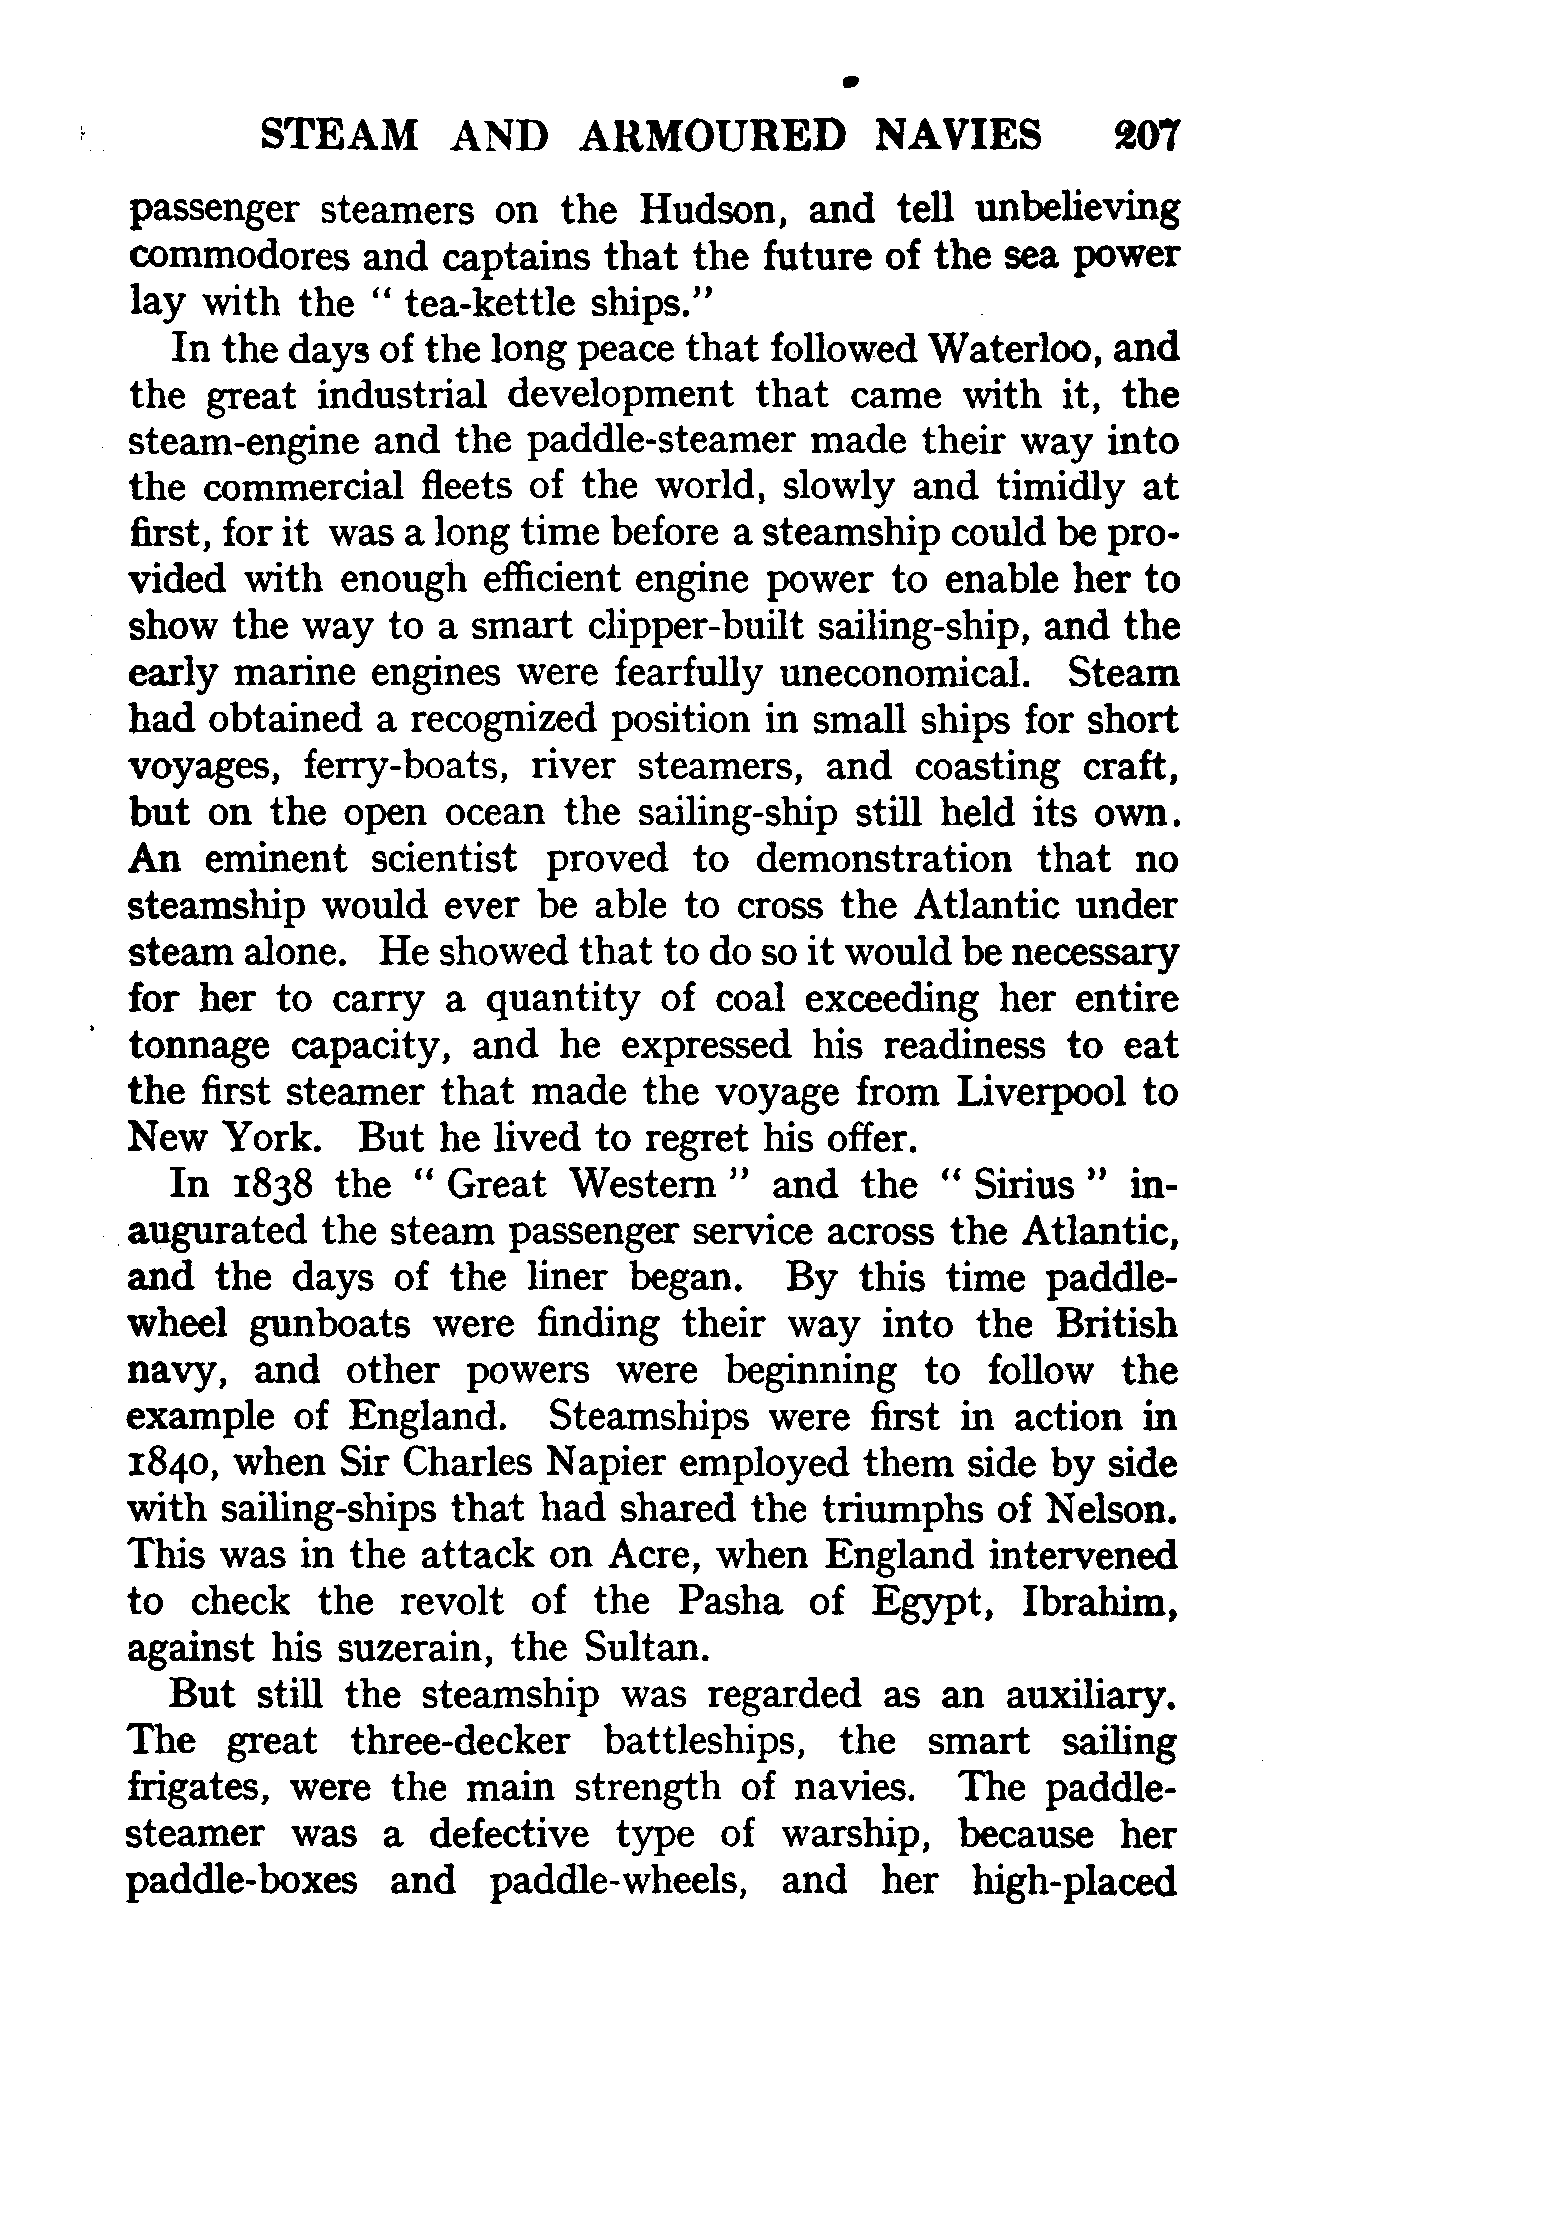 STEAM AND ARMOURED NAVIES 207
passenger steamers on the Hudson, and tell unbelieving
commodores and captains that the future of the sea power
lay with the " tea-kettle ships."
In the days of the long peace that followed Waterloo, and
the great industrial development that came with it, the
steam-engine and the paddle-steamer made their way into
the commercial fleets of the world, slowly and timidly at
first, for it was a long time before a steamship could be pro-
vided with enough efficient engine power to enable her to
show the way to a smart clipper-built sailing-ship, and the
early marine engines were fearfully uneconomical. Steam
had obtained a recognized position in small ships for short
voyages, ferry-boats, river steamers, and coasting craft,
but on the open ocean the sailing-ship still held its own.
An eminent scientist proved to demonstration that no
steamship would ever be able to cross the Atlantic under
steam alone. He showed that to do so it would be necessary
for her to carry a quantity of coal exceeding her entire
tonnage capacity, and he expressed his readiness to eat
the first steamer that made the voyage from Liverpool to
New York. But he lived to regret his offer.
In 1838 the " Great Western " and the " Sirius " in-
augurated the steam passenger service across the Atlantic,
and the days of the liner began. By this time paddle-
wheel gunboats were finding their way into the British
navy, and other powers were beginning to follow the
example of England. Steamships were first in action in
1840, when Sir Charles Napier employed them side by side
with sailing-ships that had shared the triumphs of Nelson.
This was in the attack on Acre, when England intervened
to check the revolt of the Pasha of Egypt, Ibrahim,
against his suzerain, the Sultan.
But still the steamship was regarded as an auxiliary.
The great three-decker battleships, the smart sailing
frigates, were the main strength of navies. The paddle-
steamer was a defective type of warship, because her
paddle-boxes and paddle-wheels, and her high-placed